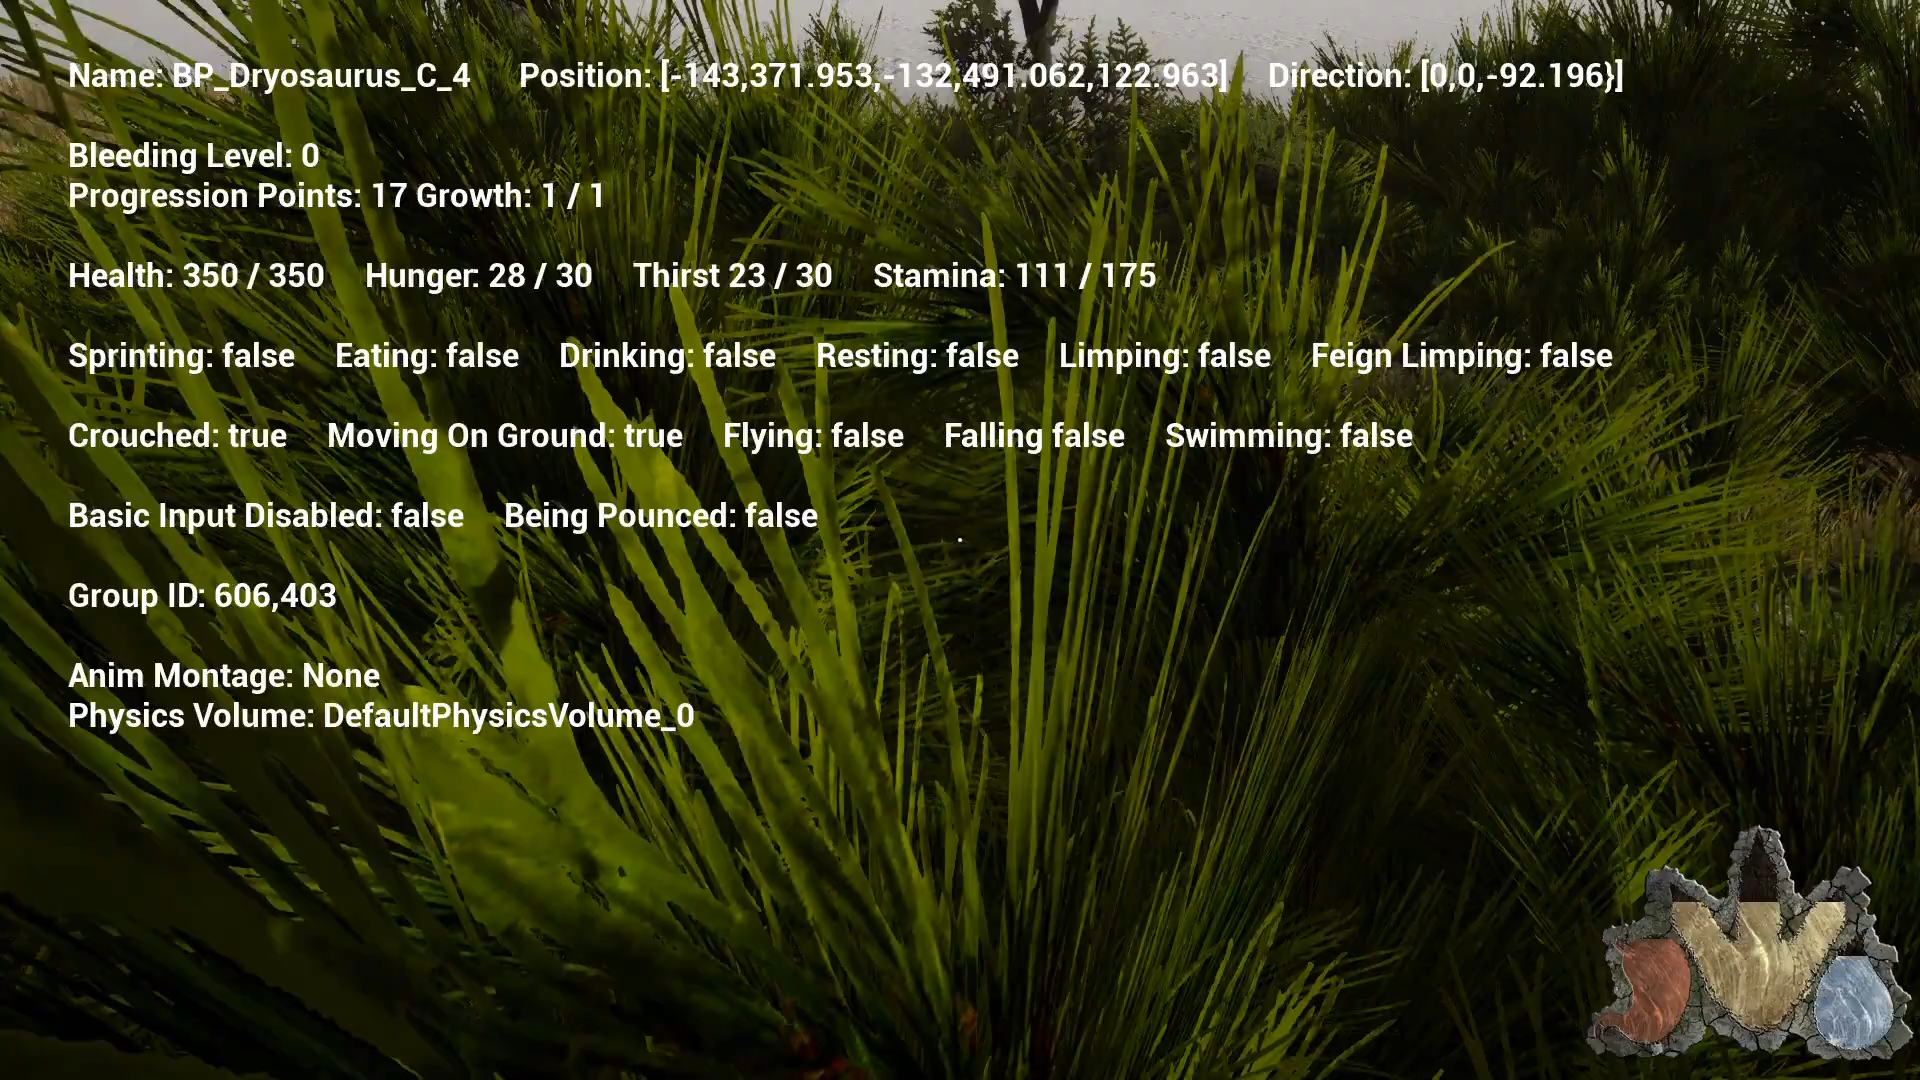 Name: BP_Dryosaurus_C_4 Position: [-143,371.953,-132,491.062,122.963] Direction: [0,0,-92.196}]
Bleeding Level: 0
Progression Points: 17 Growth: 1 / 1
Health: 350 / 350 Hunger: 28 / 30 Thirst 23 / 30 Stamina: 111 / 175
Sprinting: false Eating: false Drinking: false Resting: false Limping: false Feign Limping: false
Crouched: true Moving On Ground: true Flying: false Falling false Swimming: false
Basic Input Disabled: false Being Pounced: false
Group ID: 606,403
Anim Montage: None
Physics Volume: DefaultPhysicsVolume_0